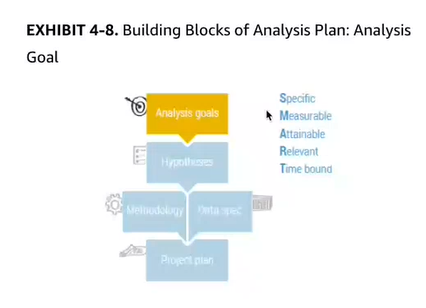 EXHIBIT 4-8. Building Blocks of Analysis Plan: Analysis
Goal
Analysis goals
Specific
Measurable
Attainable
Relevant
Time bound
Hypotheses
Methodology
Data spec
Project plan